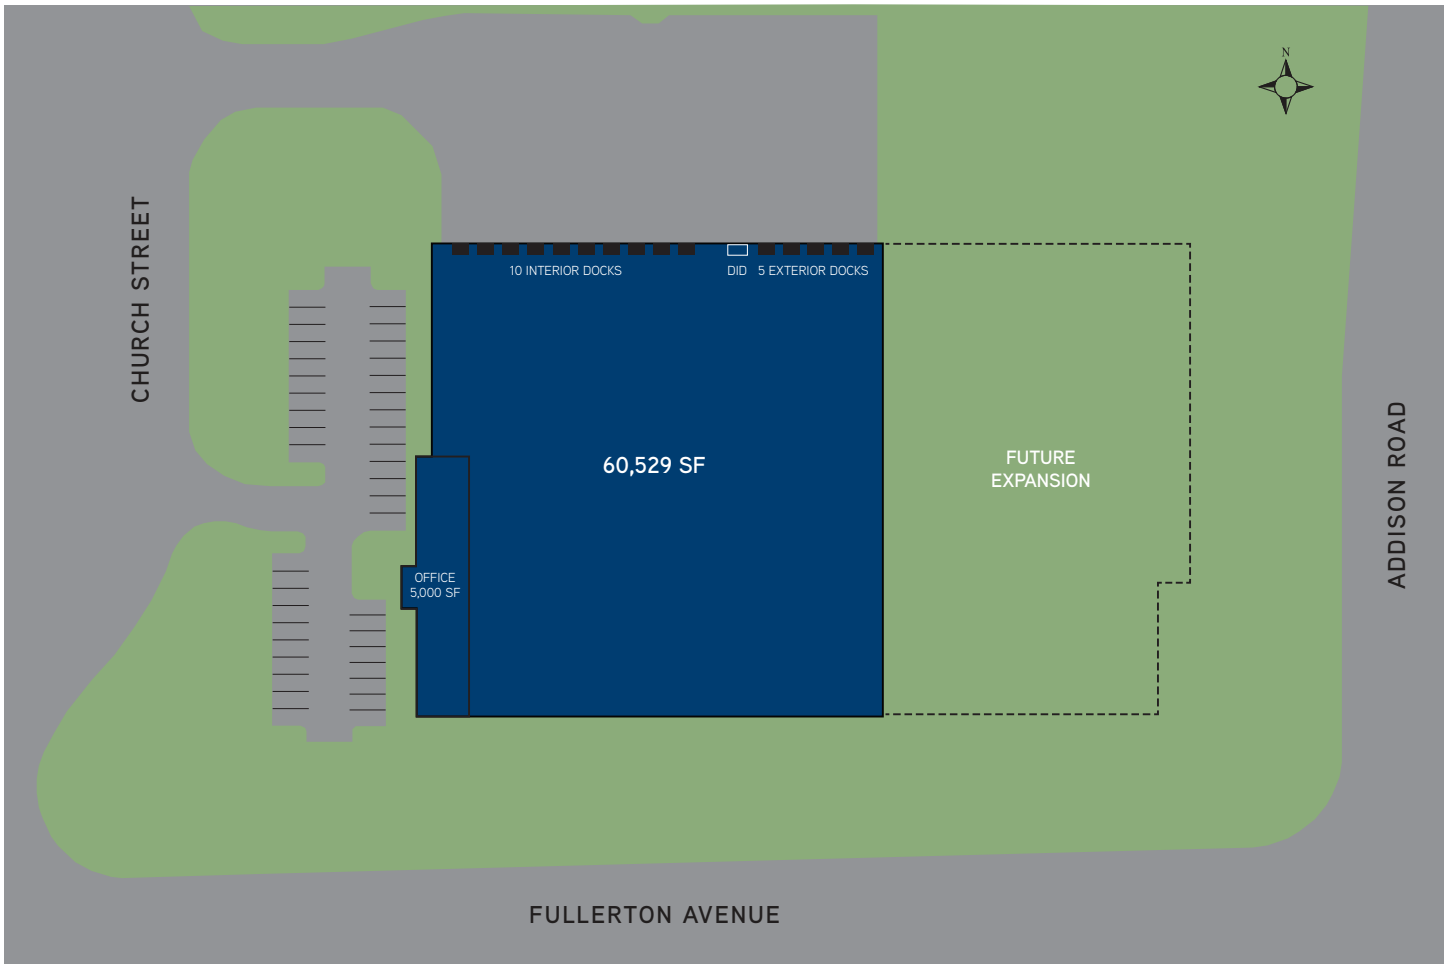 N
CHURCH STREET
10 INTERIOR DOCKS
DID
5 EXTERIOR DOCKS
60,529 SF
FUTURE
EXPANSION
ADDISON ROAD
OFFICE
5,000 SF
FULLERTON AVENUE